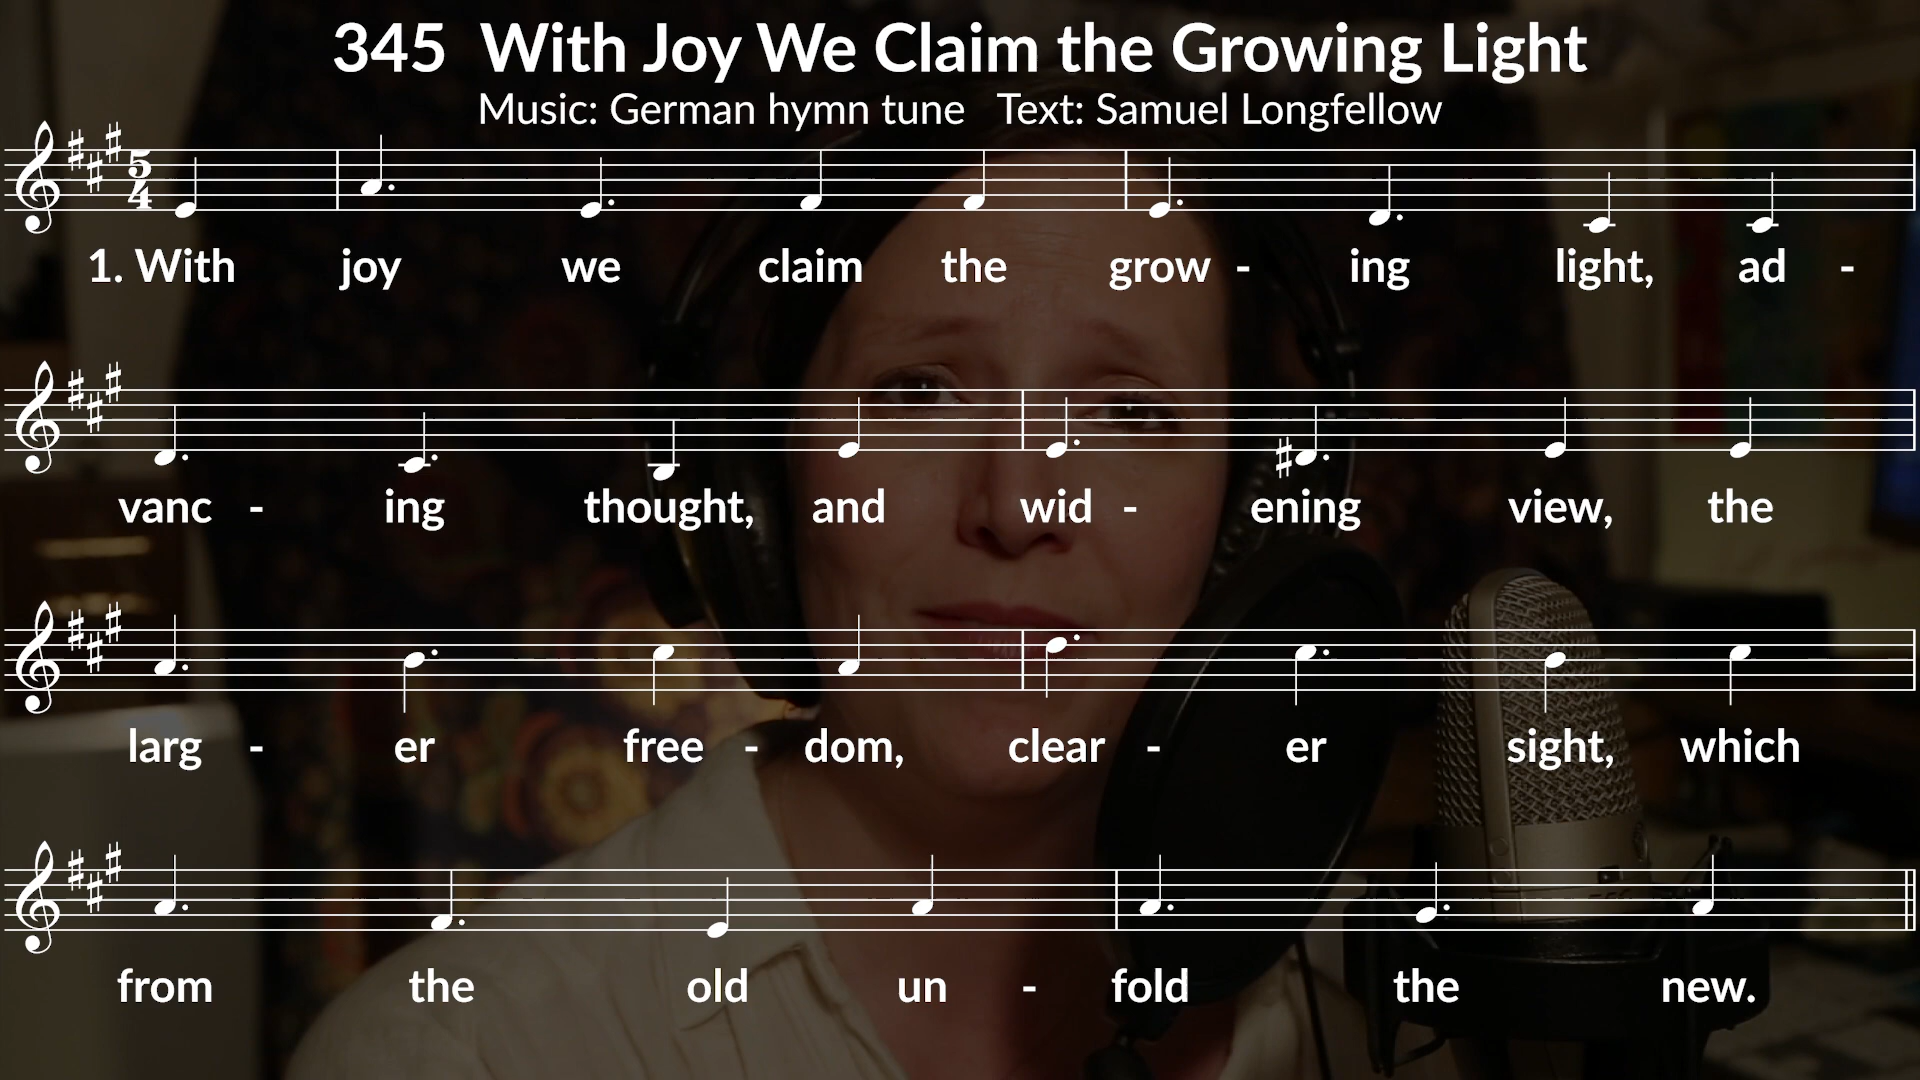 345 With Joy We Claim the Growing Light
Music: German hymn tune Text: Samuel Longfellow
5
4
1. With joy we claim the grow - ing light, ad -
vanc - ing thought, and wid - ening view, the
larg - er free - dom, clear - er sight, which
from the old un - fold the new.